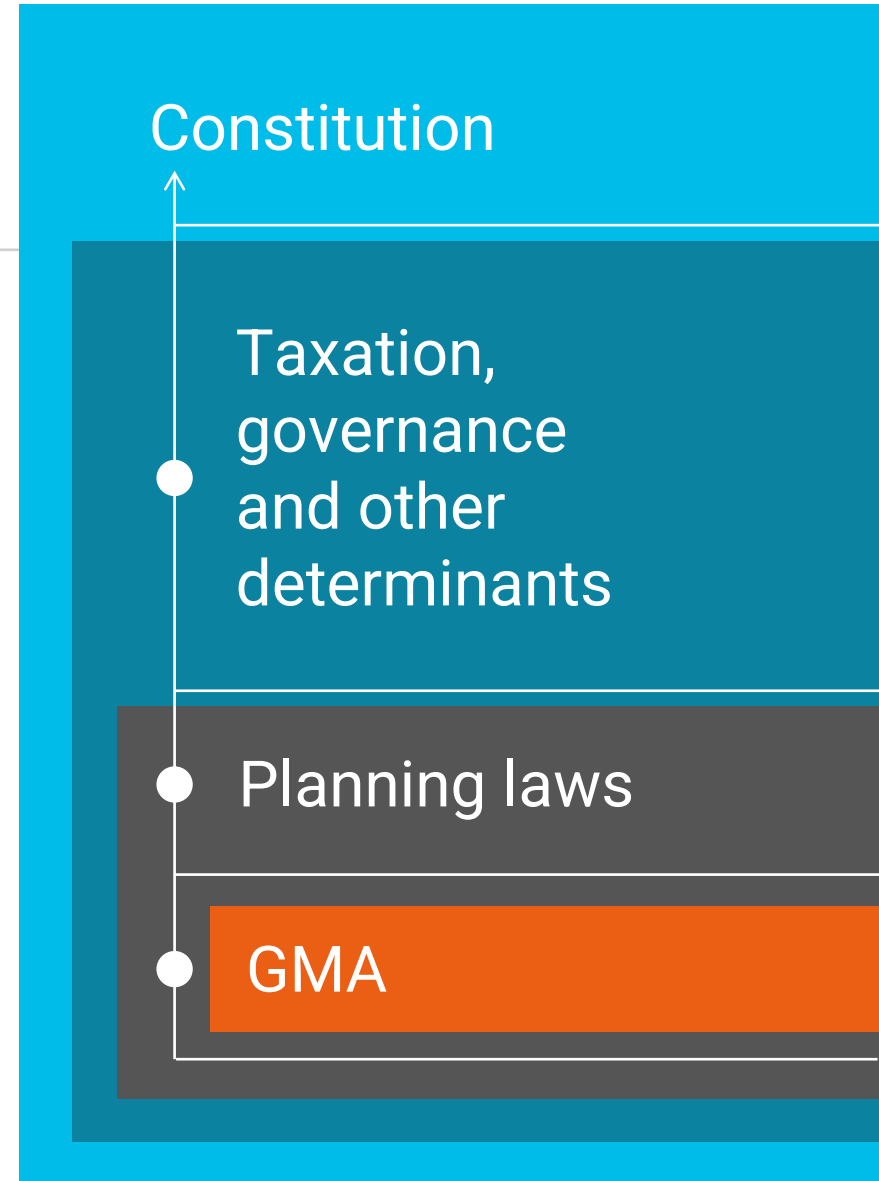 Constitution
Taxation,
governance
and other
determinants
Planning laws
GMA